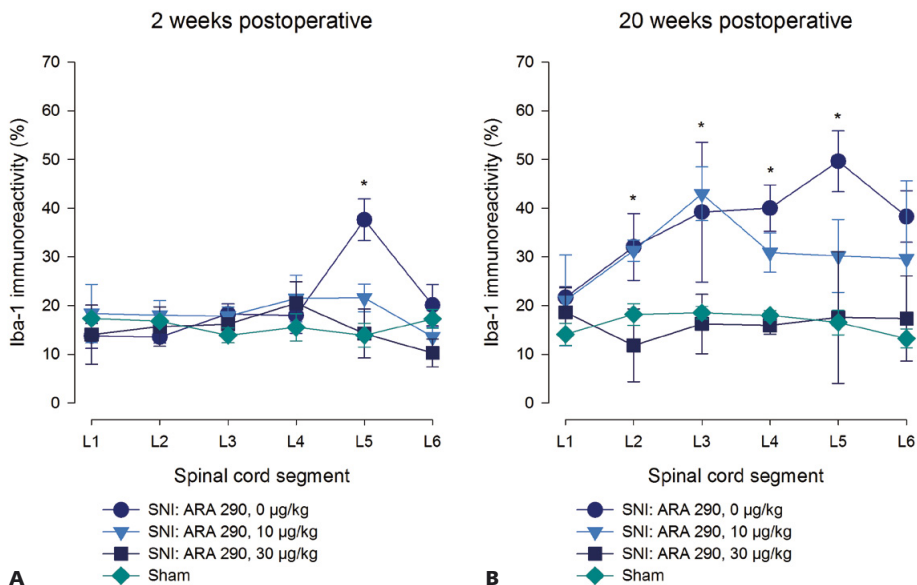 2 weeks postoperative
Iba-1 immunoreactivity (%)
70
60
50
40
30
20
10
0
*
L1 L2 L3 L4 L5 L6
Spinal cord segment
SNI: ARA 290, 0 µg/kg
SNI: ARA 290, 10 µg/kg
SNI: ARA 290, 30 µg/kg
Sham
A
20 weeks postoperative
Iba-1 immunoreactivity (%)
70
60
50
40
30
20
10
0
* * * *
L1 L2 L3 L4 L5 L6
Spinal cord segment
SNI: ARA 290, 0 µg/kg
SNI: ARA 290, 10 µg/kg
SNI: ARA 290, 30 µg/kg
Sham
B